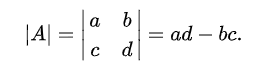 |A| = |a b; c d| = ad − bc.